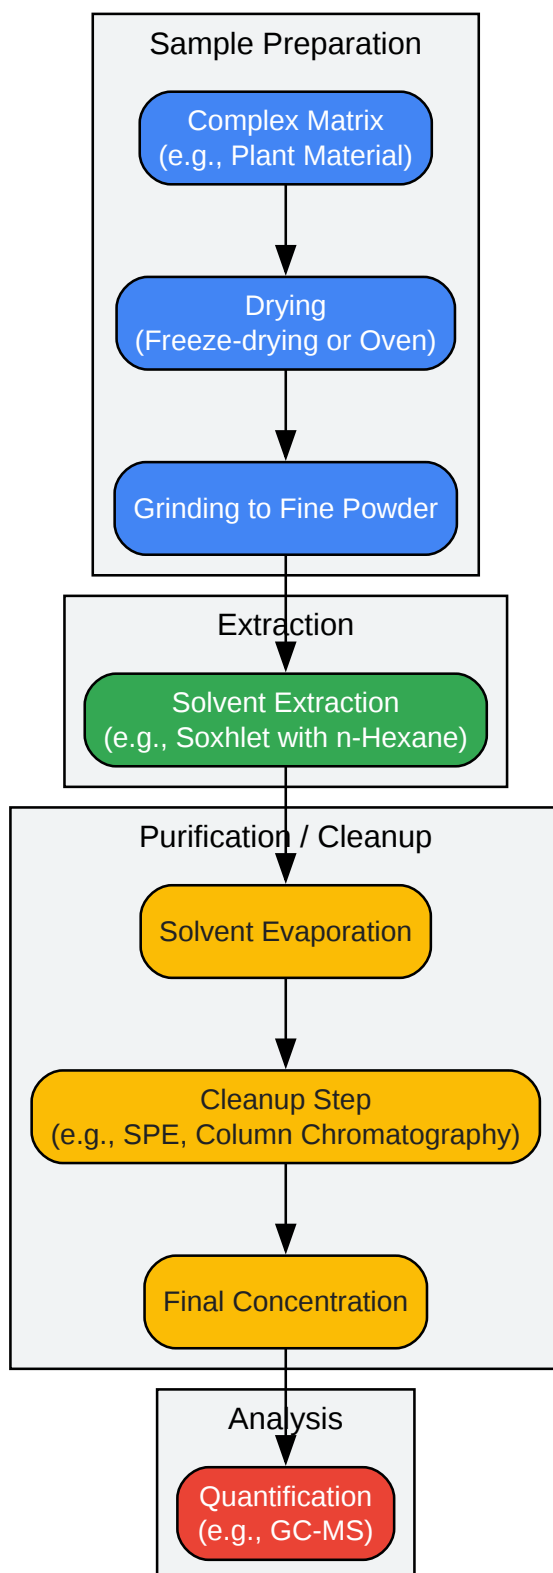 Sample Preparation
Complex Matrix
(e.g., Plant Material)
Drying
(Freeze-drying or Oven)
Grinding to Fine Powder
Extraction
Solvent Extraction
(e.g., Soxhlet with n-Hexane)
Purification / Cleanup
Solvent Evaporation
Cleanup Step
(e.g., SPE, Column Chromatography)
Final Concentration
Analysis
Quantification
(e.g., GC-MS)